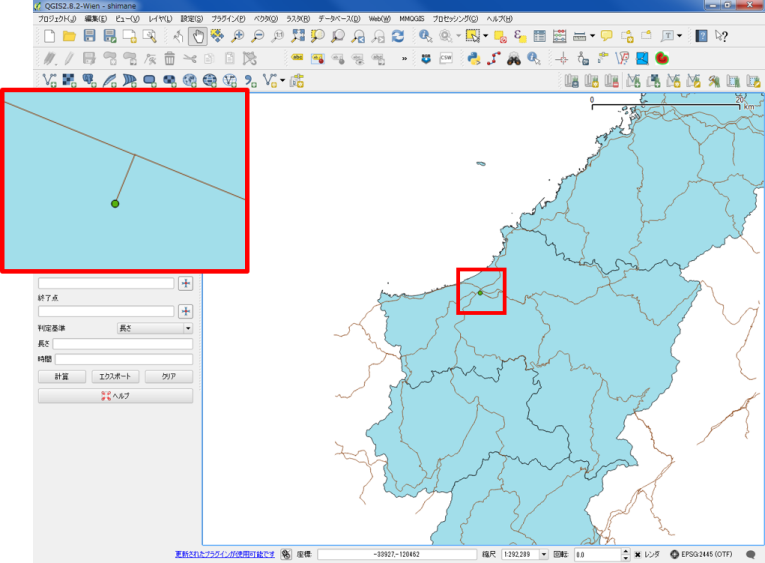 QGIS2.8.2-Wien - shimane
プロジェクト(J) 編集(E) ビュー(V) レイヤ(L) 設定(S) プラグイン(P) ベクタ(O) ラスタ(R) データベース(D) Web(W) MMQGIS プロセッシング(C) ヘルプ(H)
abc
CSW
0 20 km
終了点
判定基準 長さ
長さ
時間
計算 エクスポート クリア
ヘルプ
更新されたプラグインが使用可能です 座標: -33927,-120462 縮尺 1:292,289 回転: 0.0 レンダ EPSG:2445 (OTF)